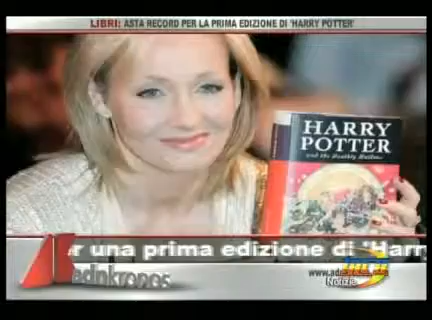 LIBRI: ASTA RECORD PER LA PRIMA EDIZIONE DI 'HARRY POTTER'
HARRY
POTTER
and the Deathly Hallows
r una prima edizione di 'Harr
adnkronos
Notizie